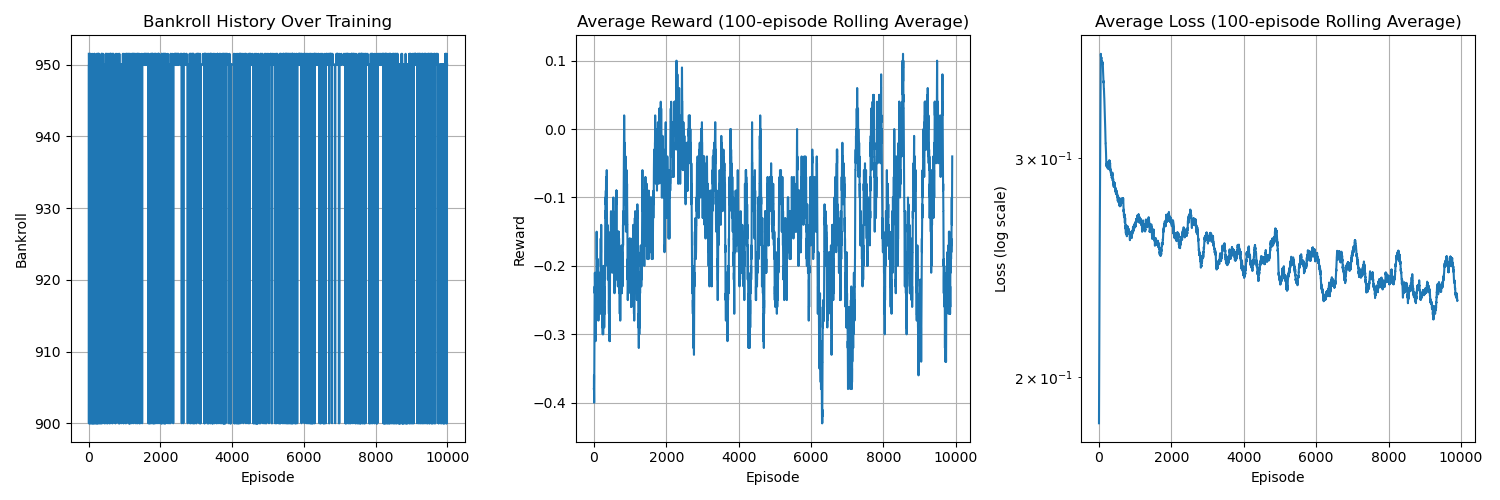 Bankroll History Over Training
950
940
930
920
910
900
Bankroll
0 2000 4000 6000 8000 10000
Episode
Average Reward (100-episode Rolling Average)
0.1
0.0
−0.1
−0.2
−0.3
−0.4
Reward
0 2000 4000 6000 8000 10000
Episode
Average Loss (100-episode Rolling Average)
3 × 10⁻¹
2 × 10⁻¹
Loss (log scale)
0 2000 4000 6000 8000 10000
Episode